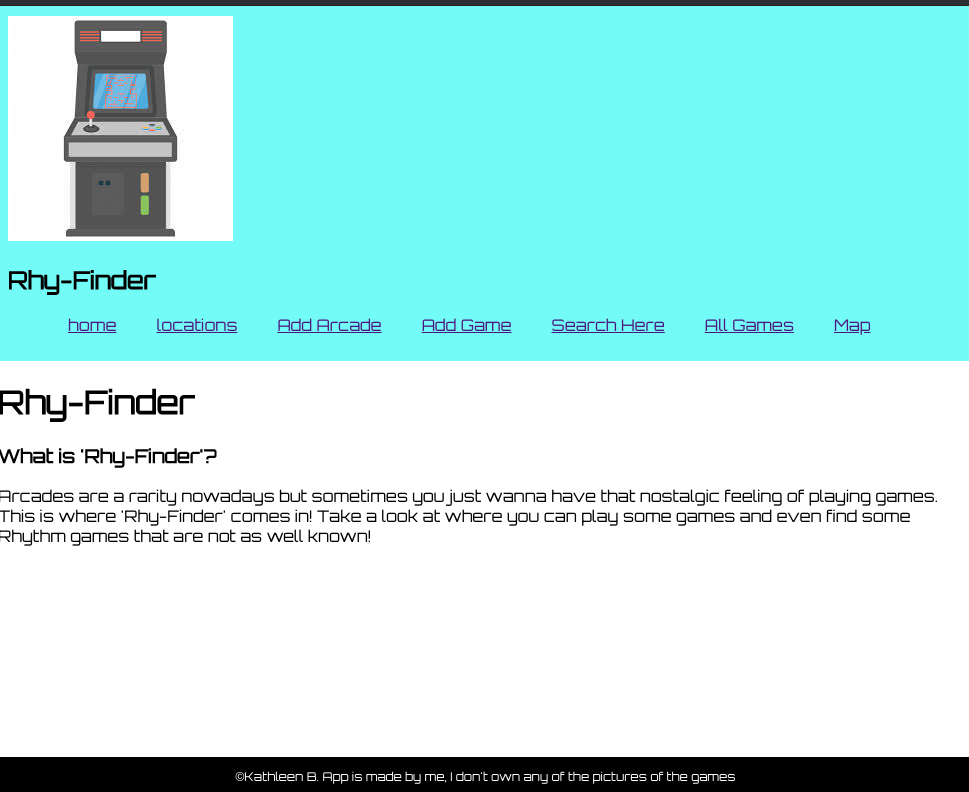 Rhy-Finder
home locations Add Arcade Add Game Search Here All Games Map
Rhy-Finder
What is 'Rhy-Finder'?
Arcades are a rarity nowadays but sometimes you just wanna have that nostalgic feeling of playing games.
This is where 'Rhy-Finder' comes in! Take a look at where you can play some games and even find some
Rhythm games that are not as well known!
©Kathleen B. App is made by me, I don't own any of the pictures of the games